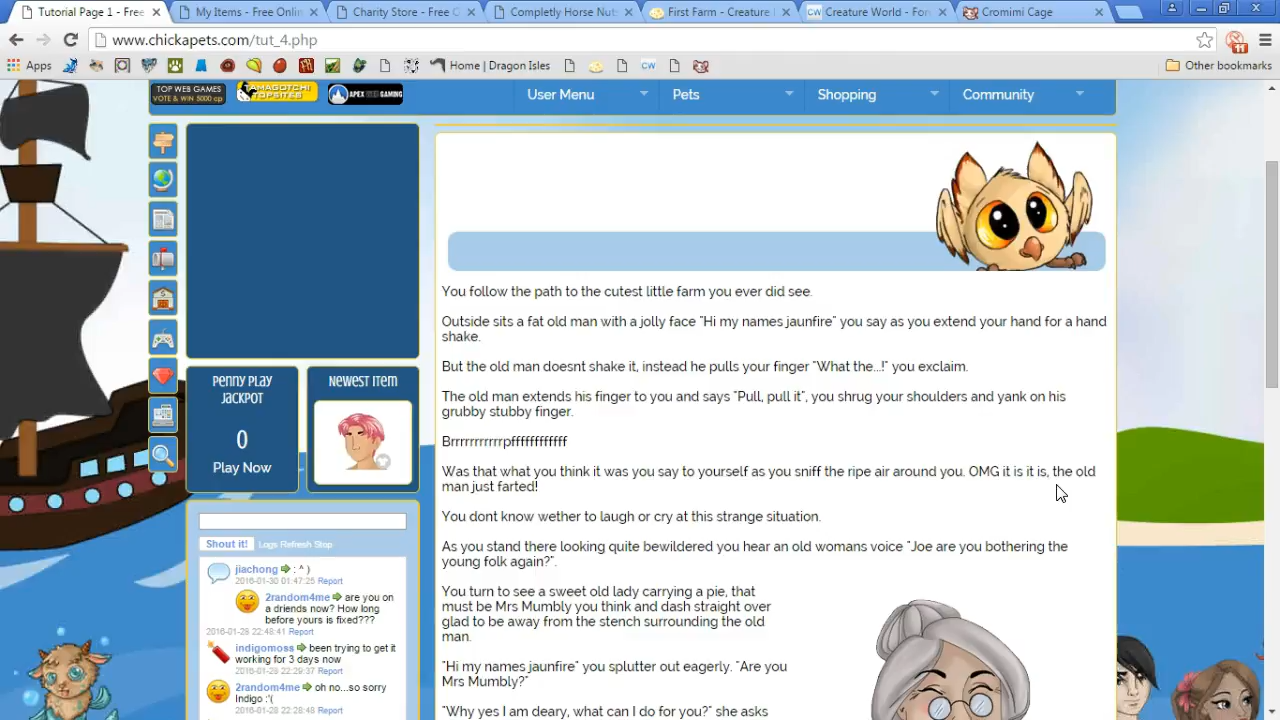 Tutorial Page 1 - Free
My Items - Free Onlin
Charity Store - Free O
Completly Horse Nut
First Farm - Creature
Creature World - For
Cromimi Cage
www.chickapets.com/tut_4.php
11
Apps
Home | Dragon Isles
CW
Other bookmarks
TOP WEB GAMES
VOTE & WIN 5000 cp
TAMAGOTCHI
TOPSITES
APEX WEB GAMING
User Menu
Pets
Shopping
Community
You follow the path to the cutest little farm you ever did see.
Outside sits a fat old man with a jolly face "Hi my names jaunfire" you say as you extend your hand for a hand
shake.
But the old man doesnt shake it, instead he pulls your finger "What the...!" you exclaim.
The old man extends his finger to you and says "Pull, pull it", you shrug your shoulders and yank on his
grubby stubby finger.
Brrrrrrrrrrrpffffffffffff
Was that what you think it was you say to yourself as you sniff the ripe air around you. OMG it is it is, the old
man just farted!
You dont know wether to laugh or cry at this strange situation.
As you stand there looking quite bewildered you hear an old womans voice "Joe are you bothering the
young folk again?".
You turn to see a sweet old lady carrying a pie, that
must be Mrs Mumbly you think and dash straight over
glad to be away from the stench surrounding the old
man.
"Hi my names jaunfire" you splutter out eagerly. "Are you
Mrs Mumbly?"
"Why yes I am deary, what can I do for you?" she asks
Penny Play
Jackpot
0
Play Now
Newest Item
Shout it!
Logs Refresh Stop
jiachong : ^ )
2016-01-30 01:47:25 Report
2random4me are you on
a driends now? How long
before yours is fixed???
2016-01-28 22:48:41 Report
indigomoss been trying to get it
working for 3 days now
2016-01-28 22:29:37 Report
2random4me oh no...so sorry
Indigo :'(
2016-01-28 22:28:48 Report